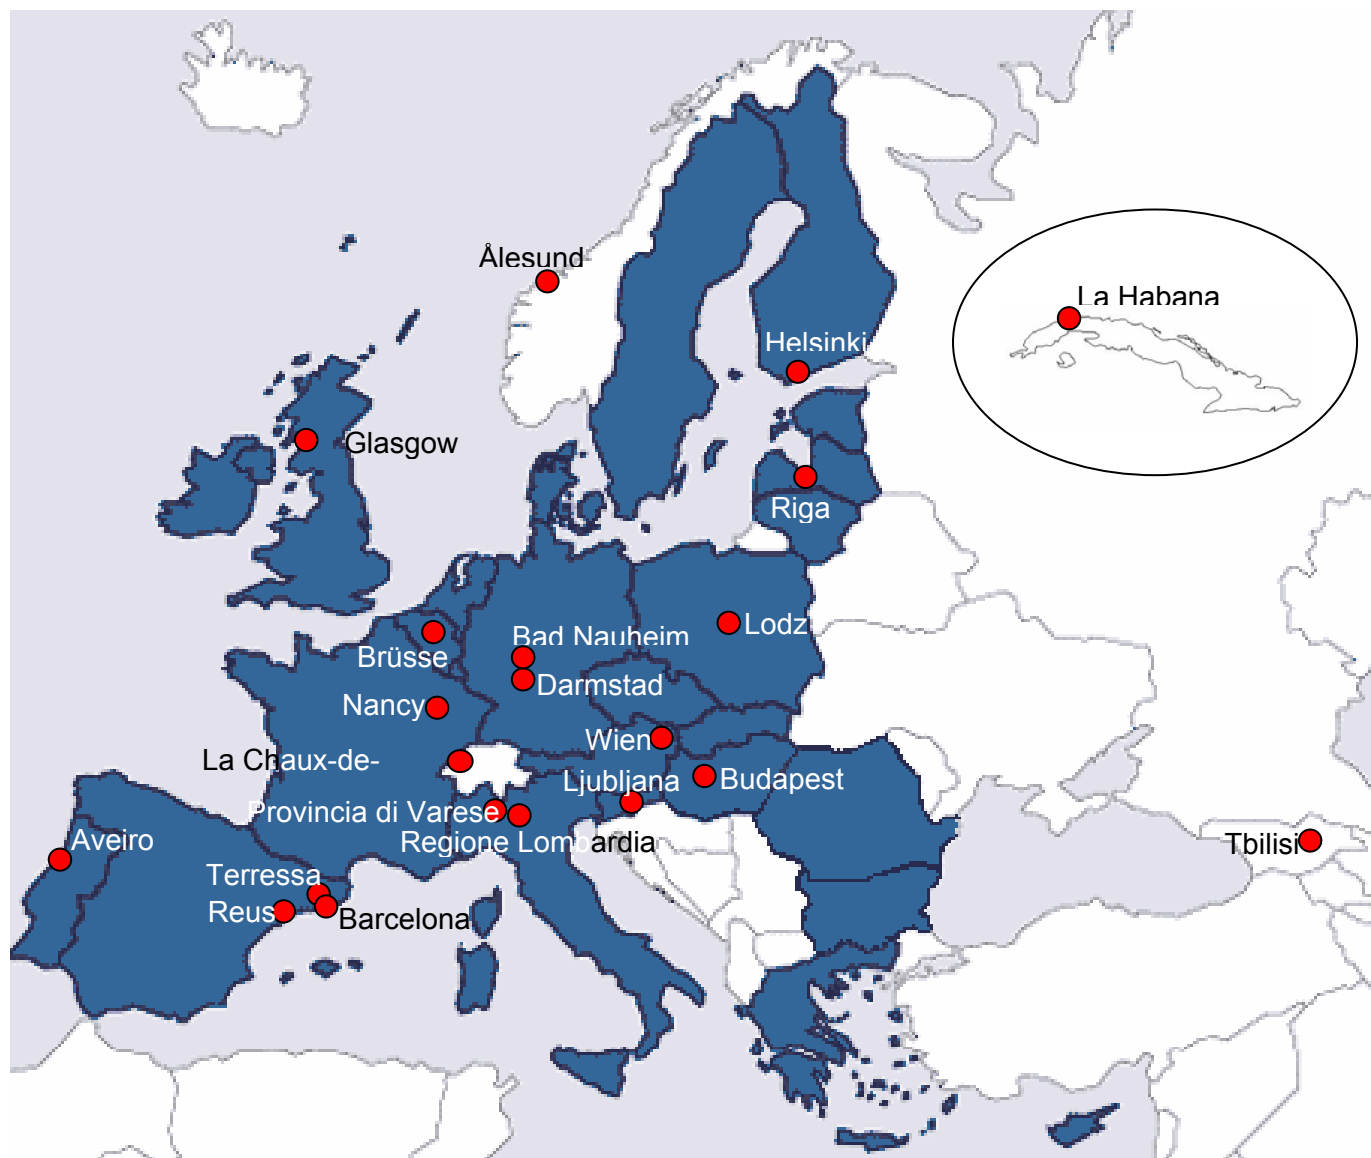 Ålesund
La Habana
Helsinki
Glasgow
Riga
Lodz
Bad Nauheim
Brüsse
Darmstad
Nancy
Wien
La Chaux-de-
Ljubljana
Budapest
Provincia di Varese
Regione Lombardia
Aveiro
Tbilisi
Terressa
Reus
Barcelona